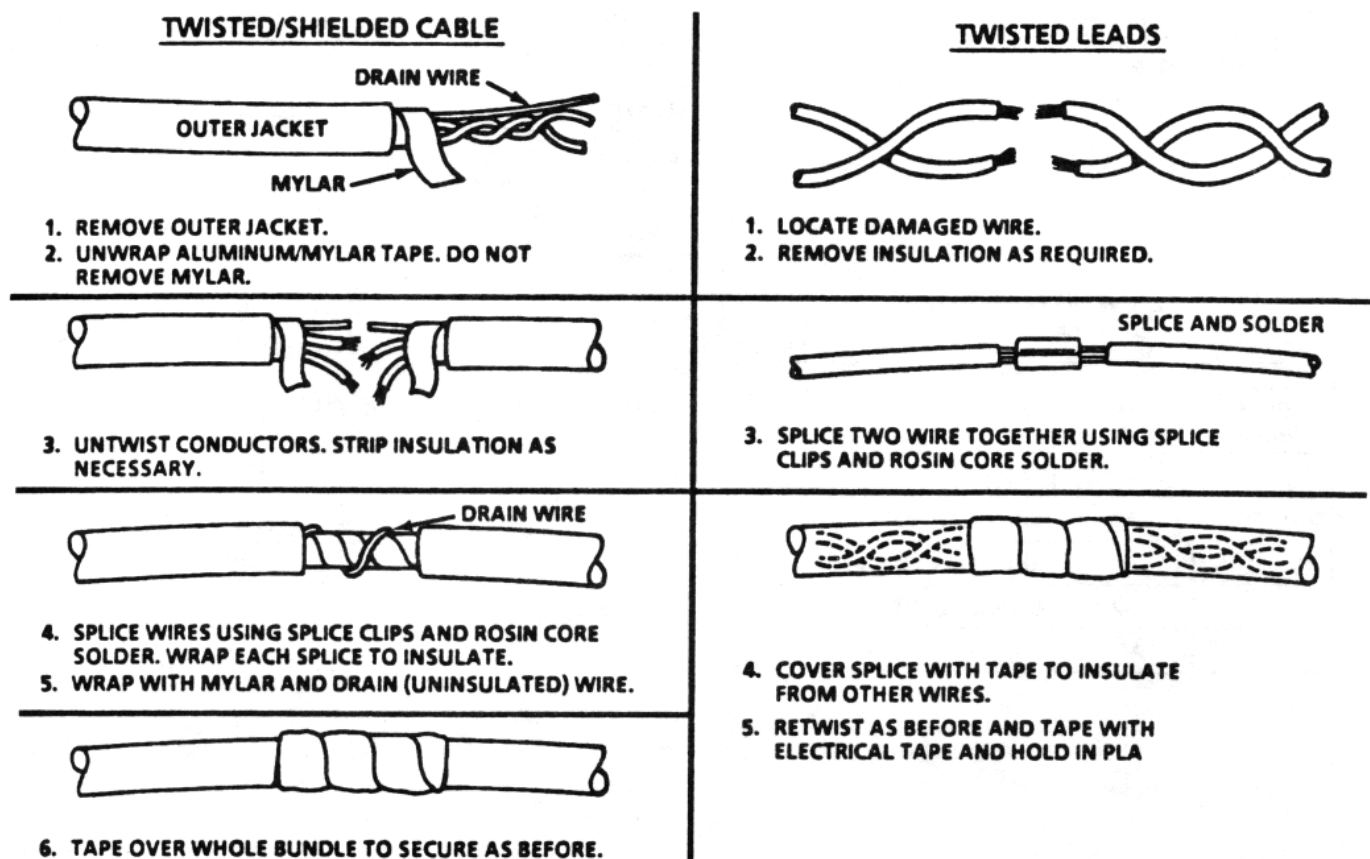 TWISTED/SHIELDED CABLE
DRAIN WIRE
OUTER JACKET
MYLAR
1. REMOVE OUTER JACKET.
2. UNWRAP ALUMINUM/MYLAR TAPE. DO NOT
REMOVE MYLAR.
3. UNTWIST CONDUCTORS. STRIP INSULATION AS
NECESSARY.
DRAIN WIRE
4. SPLICE WIRES USING SPLICE CLIPS AND ROSIN CORE
SOLDER. WRAP EACH SPLICE TO INSULATE.
5. WRAP WITH MYLAR AND DRAIN (UNINSULATED) WIRE.
6. TAPE OVER WHOLE BUNDLE TO SECURE AS BEFORE.
TWISTED LEADS
1. LOCATE DAMAGED WIRE.
2. REMOVE INSULATION AS REQUIRED.
SPLICE AND SOLDER
3. SPLICE TWO WIRE TOGETHER USING SPLICE
CLIPS AND ROSIN CORE SOLDER.
4. COVER SPLICE WITH TAPE TO INSULATE
FROM OTHER WIRES.
5. RETWIST AS BEFORE AND TAPE WITH
ELECTRICAL TAPE AND HOLD IN PLA